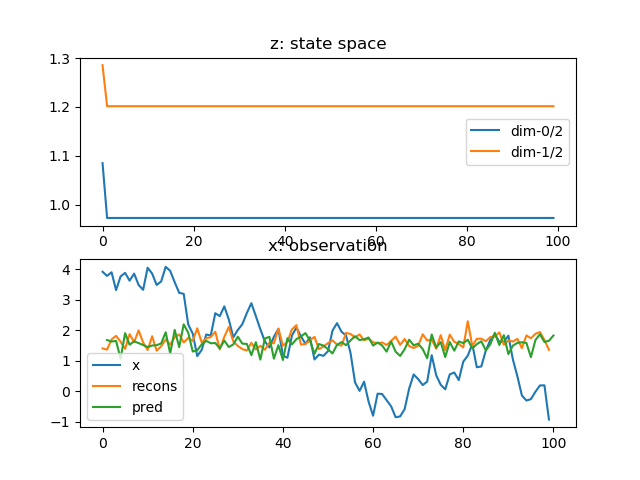 z: state space
1.3
1.2
1.1
1.0
dim-0/2
dim-1/2
0 20 40 60 80 100
x: observation
4
3
2
1
0
−1
x
recons
pred
0 20 40 60 80 100